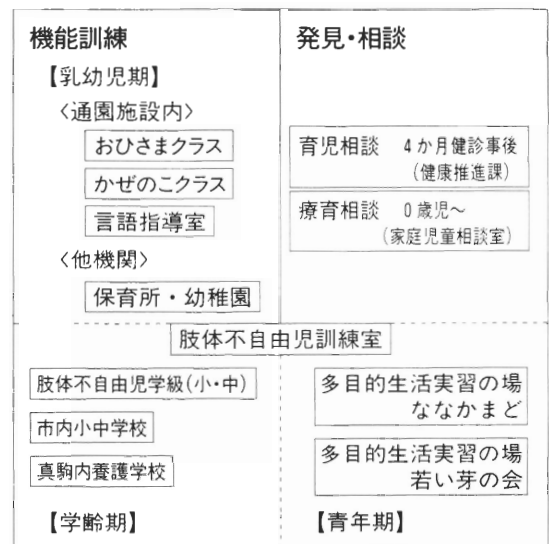 機能訓練
【乳幼児期】
〈通園施設内〉
おひさまクラス
かぜのこクラス
言語指導室
〈他機関〉
保育所・幼稚園
発見・相談
育児相談 4か月健診事後
(健康推進課)
療育相談 0歳児～
(家庭児童相談室)
肢体不自由児訓練室
肢体不自由児学級(小・中)
市内小中学校
真駒内養護学校
【学齢期】
多目的生活実習の場
ななかまど
多目的生活実習の場
若い芽の会
【青年期】